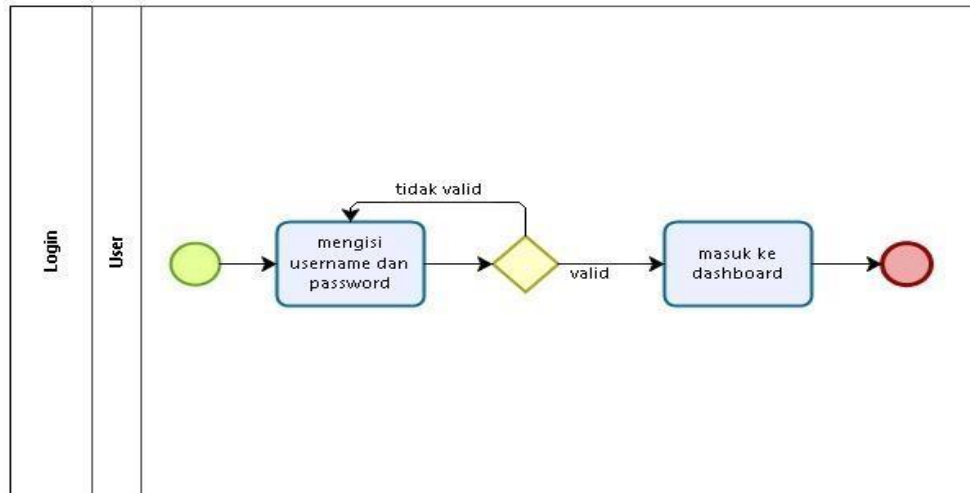 Login
User
tidak valid
mengisi
username dan
password
valid
masuk ke
dashboard